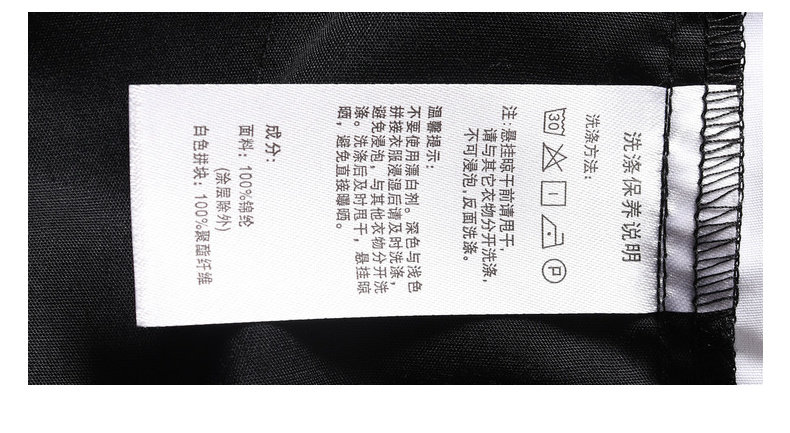 洗涤保养说明
洗涤方法：
30 P
注：悬挂晾干前请甩干，
请与其它衣物分开洗涤，
不可浸泡，反面洗涤。
温馨提示：
不要使用漂白剂。深色与浅色
拼接衣服浸湿后请及时洗涤，
避免浸泡，与其他衣物分开洗
涤。洗涤后及时甩干，悬挂晾
晒，避免直接曝晒。
成分：
面料：100%锦纶
(涂层除外)
白色拼块：100%聚酯纤维